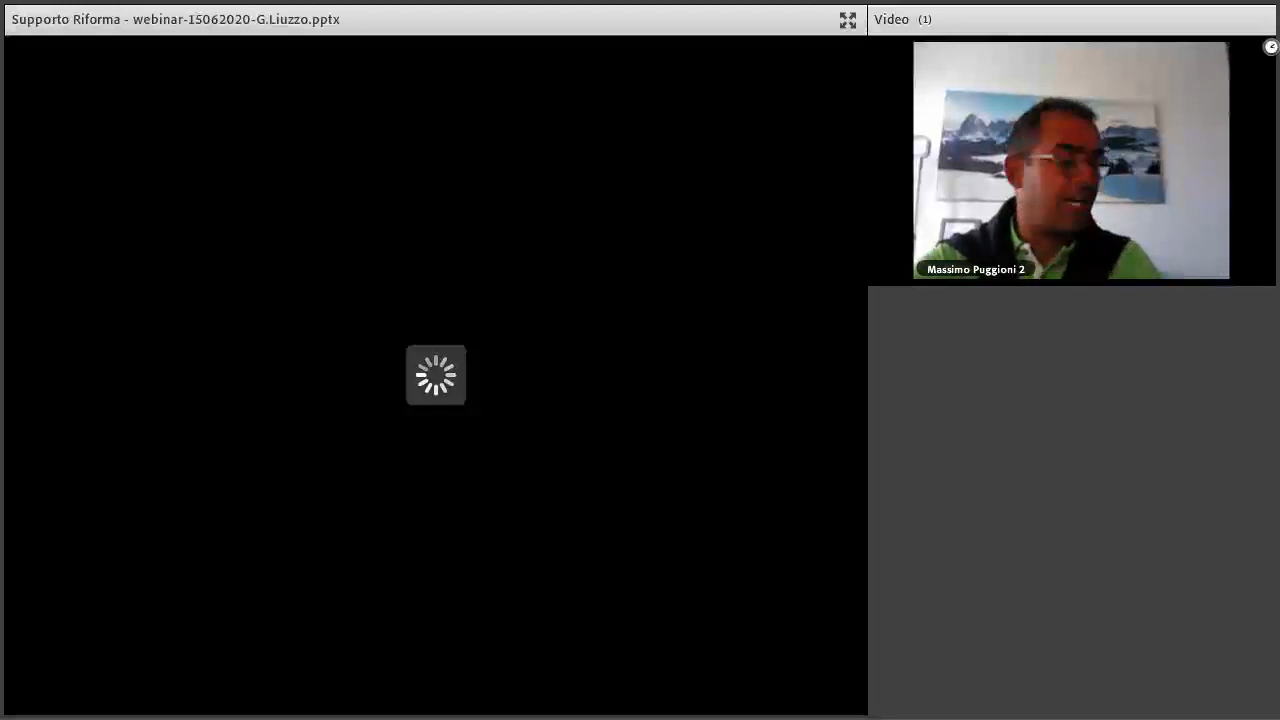 Supporto Riforma - webinar-15062020-G.Liuzzo.pptx
Video (1)
Massimo Puggioni 2